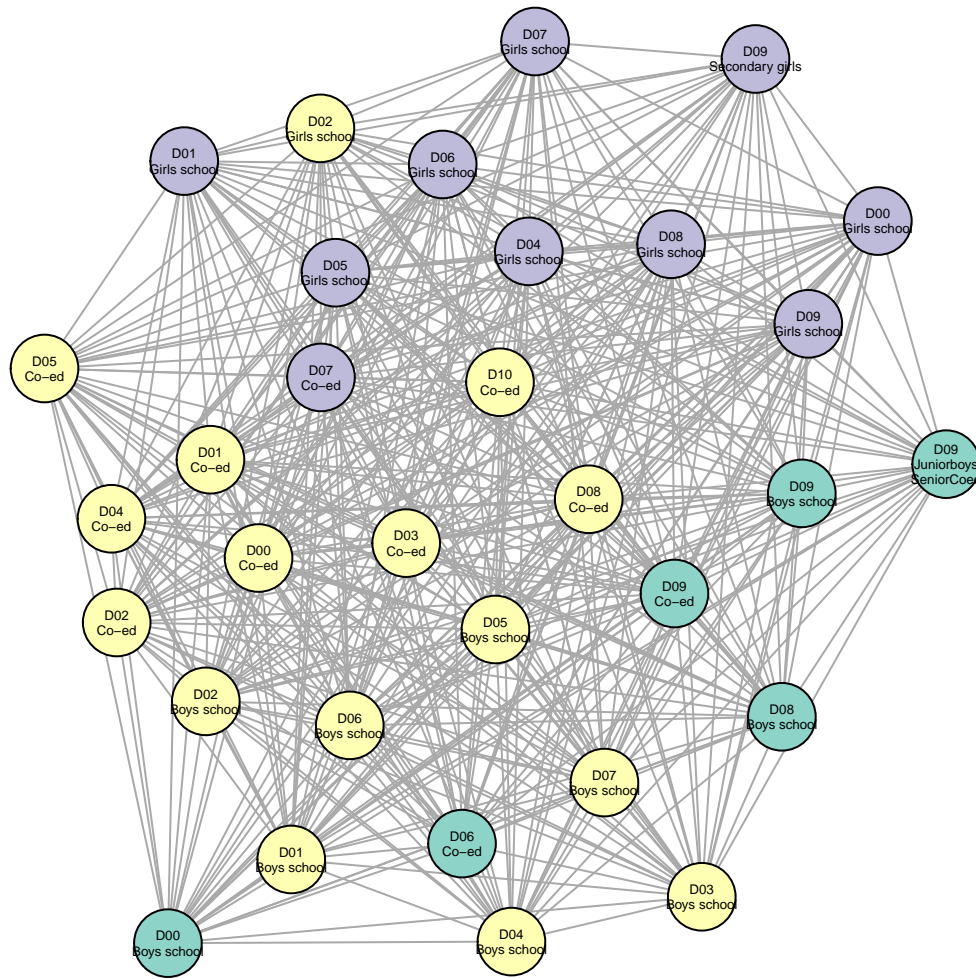 D07
Girls school
D09
Secondary girls
D02
Girls school
D01
Girls school
D06
Girls school
D00
Girls school
D04
Girls school
D08
Girls school
D05
Girls school
D09
Girls school
D05
Co–ed
D07
Co–ed
D10
Co–ed
D01
Co–ed
D09
Juniorboys
SeniorCoed
D09
Boys school
D08
Co–ed
D04
Co–ed
D03
Co–ed
D00
Co–ed
D09
Co–ed
D02
Co–ed
D05
Boys school
D02
Boys school
D08
Boys school
D06
Boys school
D07
Boys school
D06
Co–ed
D01
Boys school
D03
Boys school
D04
Boys school
D00
Boys school